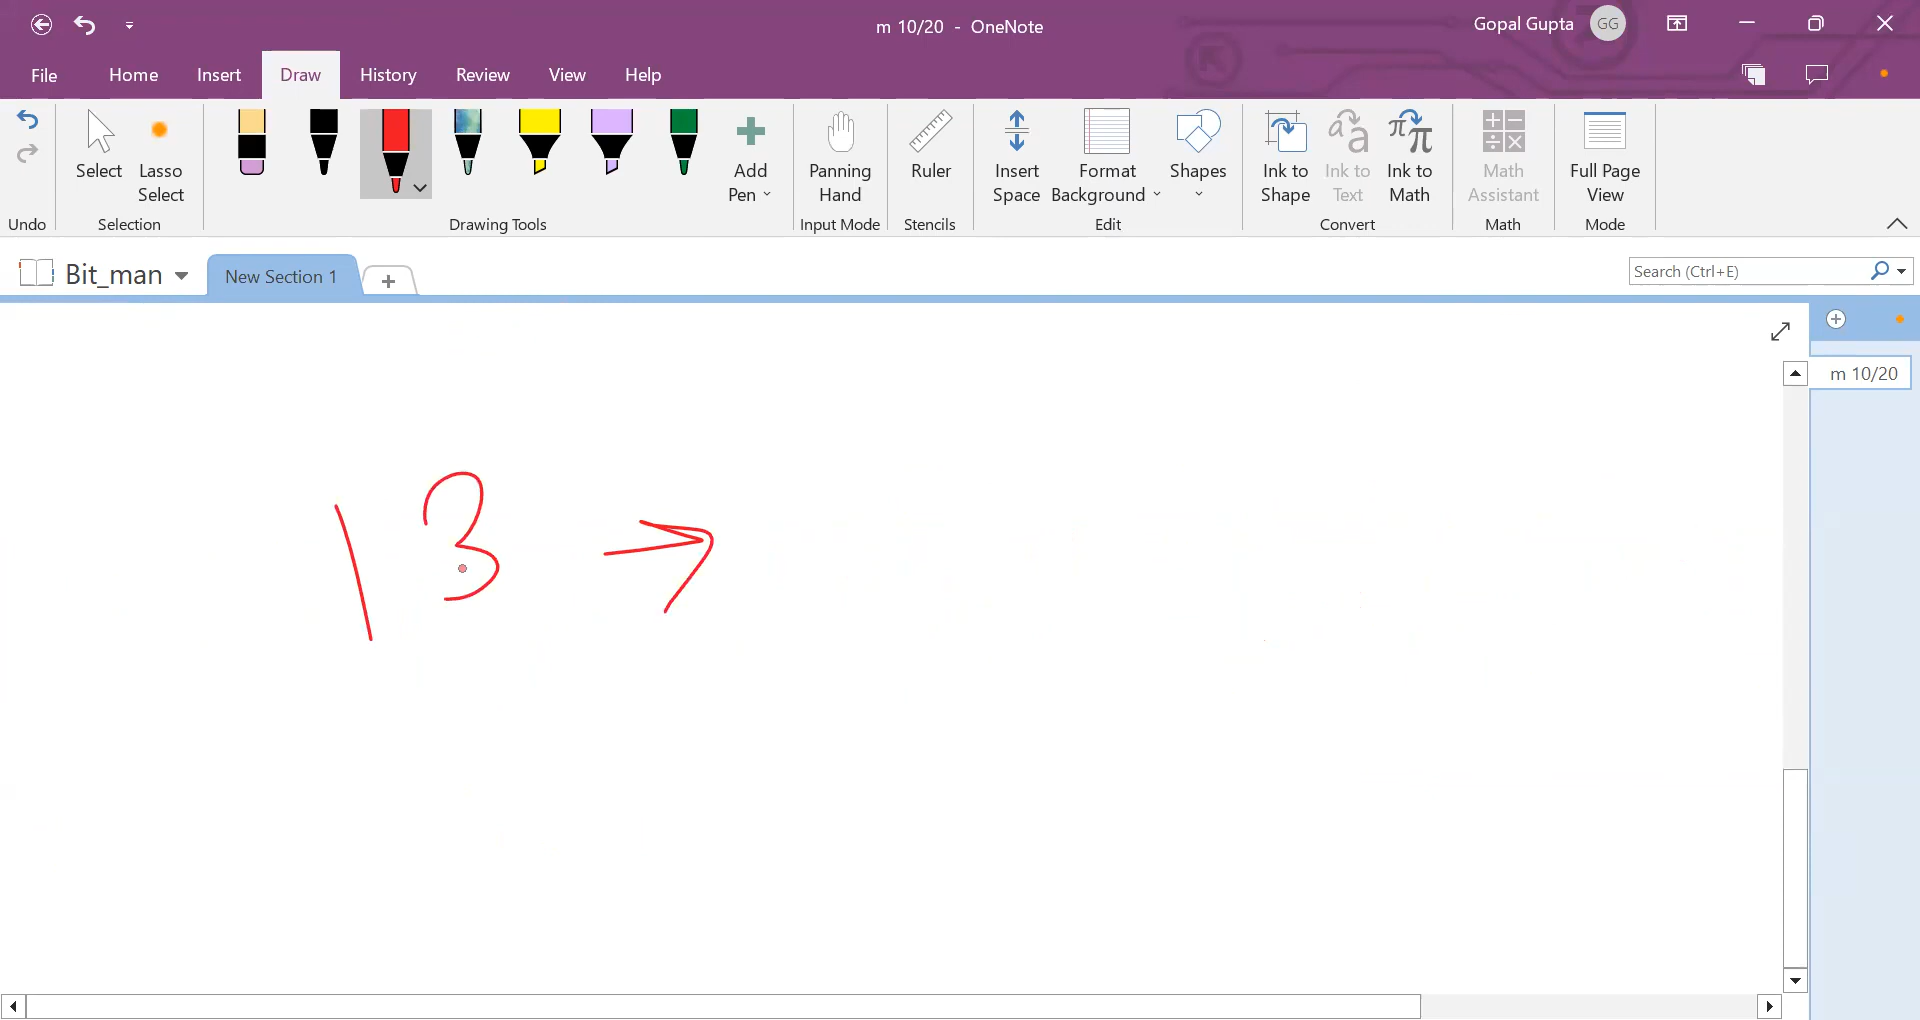 m 10/20 - OneNote
Gopal Gupta GG
File Home Insert Draw History Review View Help
Select
Lasso Select
Add Pen
Panning Hand
Ruler
Insert Space
Format Background
Shapes
Ink to Shape
Ink to Text
Ink to Math
Math Assistant
Full Page View
Undo Selection Drawing Tools Input Mode Stencils Edit Convert Math Mode
Bit_man New Section 1
Search (Ctrl+E)
m 10/20
13 →